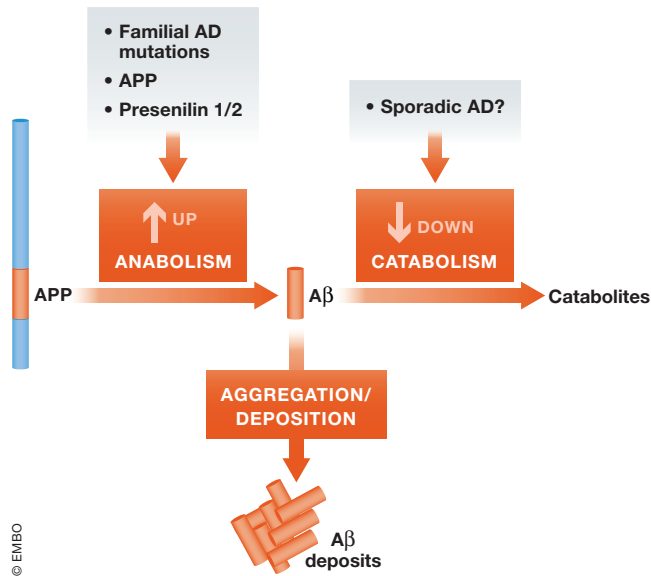 • Familial AD
mutations
• APP
• Presenilin 1/2
• Sporadic AD?
UP
ANABOLISM
DOWN
CATABOLISM
APP
Aβ
Catabolites
AGGREGATION/
DEPOSITION
Aβ
deposits
© EMBO